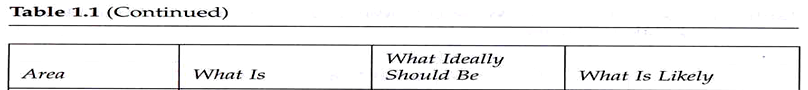 Table 1.1 (Continued)
What Ideally
Area What Is Should Be What Is Likely